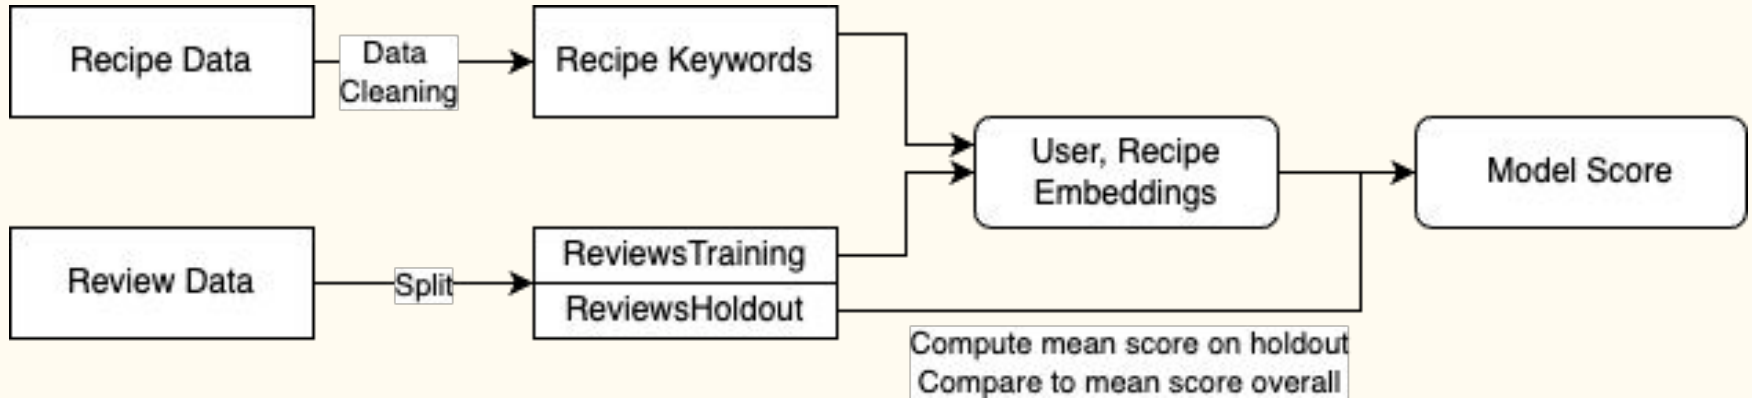 Recipe Data
Data
Cleaning
Recipe Keywords
User, Recipe
Embeddings
Model Score
Review Data
Split
ReviewsTraining
ReviewsHoldout
Compute mean score on holdout
Compare to mean score overall